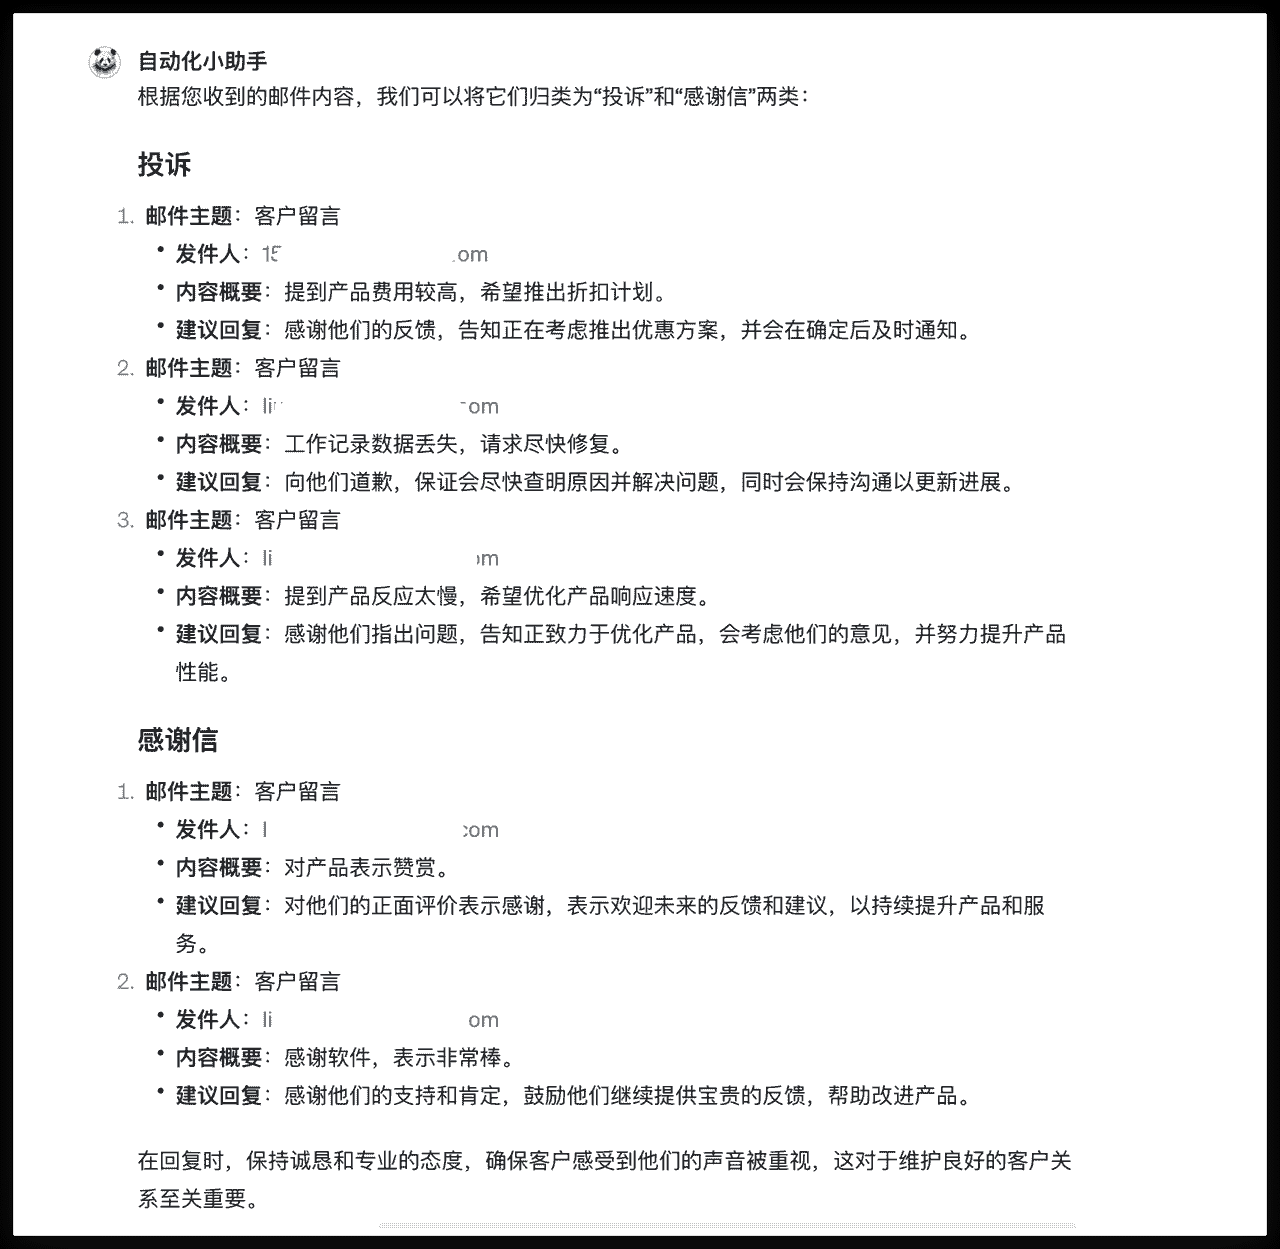 自动化小助手
根据您收到的邮件内容，我们可以将它们归类为“投诉”和“感谢信”两类：
投诉
1. 邮件主题：客户留言
• 发件人：15 .om
• 内容概要：提到产品费用较高，希望推出折扣计划。
• 建议回复：感谢他们的反馈，告知正在考虑推出优惠方案，并会在确定后及时通知。
2. 邮件主题：客户留言
• 发件人：li om
• 内容概要：工作记录数据丢失，请求尽快修复。
• 建议回复：向他们道歉，保证会尽快查明原因并解决问题，同时会保持沟通以更新进展。
3. 邮件主题：客户留言
• 发件人：li om
• 内容概要：提到产品反应太慢，希望优化产品响应速度。
• 建议回复：感谢他们指出问题，告知正致力于优化产品，会考虑他们的意见，并努力提升产品
性能。
感谢信
1. 邮件主题：客户留言
• 发件人：l com
• 内容概要：对产品表示赞赏。
• 建议回复：对他们的正面评价表示感谢，表示欢迎未来的反馈和建议，以持续提升产品和服
务。
2. 邮件主题：客户留言
• 发件人：li om
• 内容概要：感谢软件，表示非常棒。
• 建议回复：感谢他们的支持和肯定，鼓励他们继续提供宝贵的反馈，帮助改进产品。
在回复时，保持诚恳和专业的态度，确保客户感受到他们的声音被重视，这对于维护良好的客户关
系至关重要。